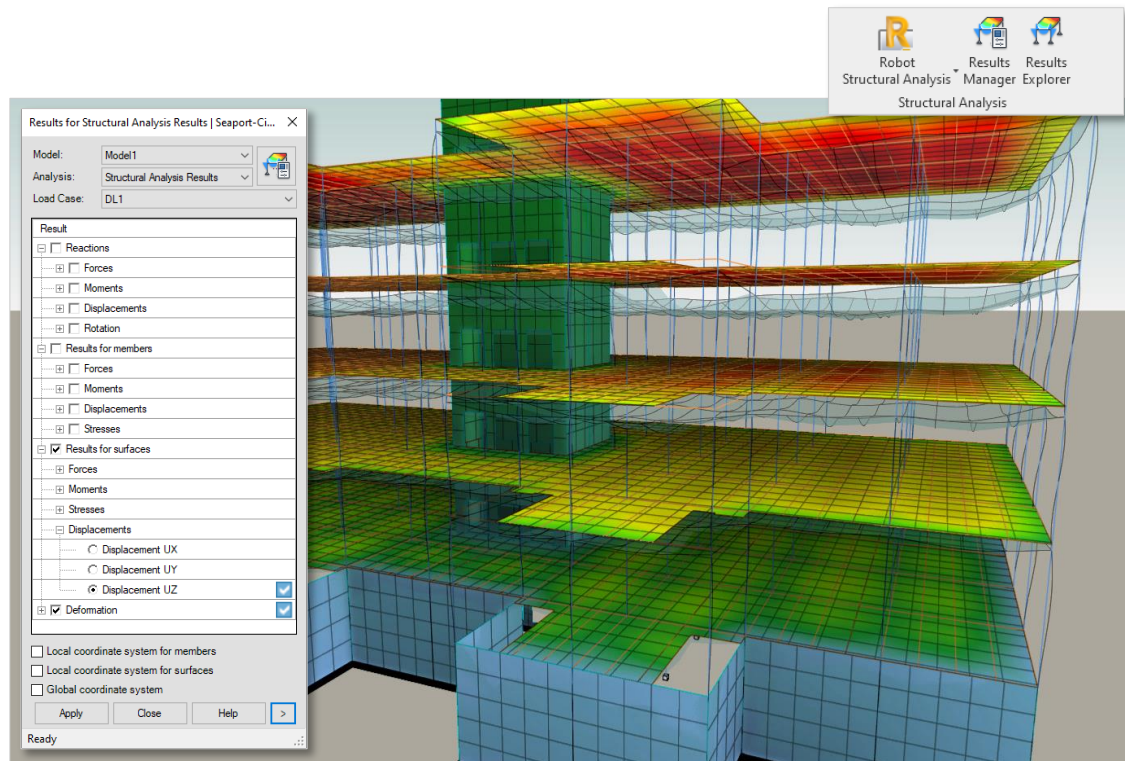 Robot
Structural Analysis
Results
Manager
Results
Explorer
Structural Analysis
Results for Structural Analysis Results | Seaport-Ci...
Model: Model1
Analysis: Structural Analysis Results
Load Case: DL1
Result
Reactions
Forces
Moments
Displacements
Rotation
Results for members
Forces
Moments
Displacements
Stresses
Results for surfaces
Forces
Moments
Stresses
Displacements
Displacement UX
Displacement UY
Displacement UZ
Deformation
Local coordinate system for members
Local coordinate system for surfaces
Global coordinate system
Apply Close Help >
Ready